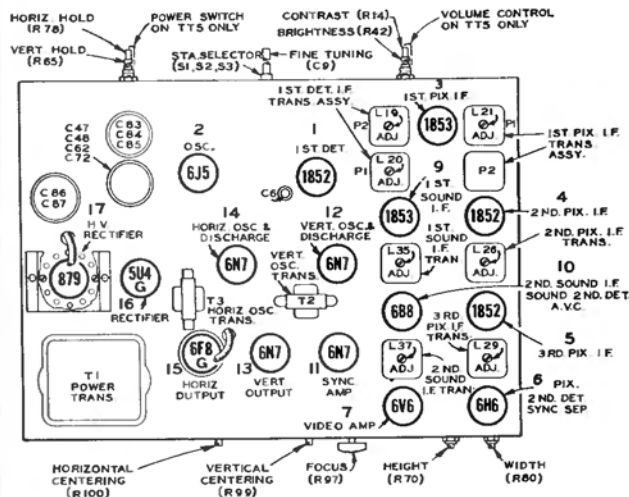 HORIZ. HOLD
(R 78)
POWER SWITCH
ON TT5 ONLY
CONTRAST (R14)
BRIGHTNESS(R42)
VOLUME CONTROL
ON TT5 ONLY
VERT HOLD
(R65)
STA.SELECTOR
(S1, S2, S3)
FINE TUNING
(C9)
1ST. DET. I.F.
TRANS. ASSY.
3
1ST. PIX. I.F.
L 19
ADJ.
P2
1853
L 21
ADJ.
P1
1ST. PIX. I.F.
TRANS.
ASSY.
C47
C48
C62
C72
C83
C84
C85
2
OSC.
6J5
1
1ST. DET.
1852
C6
L 20
ADJ.
P1
P2
C86
C87
9
1ST.
SOUND
I.F.
1853
1852
4
2ND. PIX. I.F.
17
H.V.
RECTIFIER
879
14
HORIZ. OSC &
DISCHARGE
6N7
12
VERT. OSC.&
DISCHARGE
6N7
1ST.
SOUND
I.F. TRAN
L35
ADJ.
L 26
ADJ.
2ND. PIX. I.F.
TRANS.
5U4
G
16
RECTIFIER
T3
HORIZ OSC.
TRANS.
VERT.
OSC.
TRANS.
T2
6B8
1852
10
2ND. SOUND I.F.
SOUND 2ND. DET.
A.V.C.
3RD
PIX. I.F.
TRANS.
5
3RD PIX. I.F.
T1
POWER
TRANS.
6F8
G
15
HORIZ
OUTPUT
6N7
13
VERT
OUTPUT
6N7
11
SYNC
AMP
L37
ADJ.
L 29
ADJ.
2ND
SOUND
I.F. TRAN.
7
VIDEO AMP
6V6
6H6
6
PIX.
2ND. DET.
SYNC SEP.
HORIZONTAL
CENTERING
(R100)
VERTICAL
CENTERING
(R99)
FOCUS
(R97)
HEIGHT
(R70)
WIDTH
(R80)